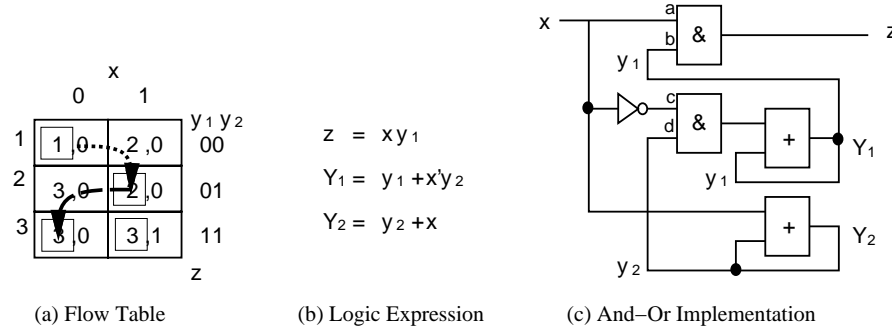 x
0 1
y1 y2
1 1,0 2,0 00
2 3,0 2,0 01
3 3,0 3,1 11
z
(a) Flow Table
z = xy1
Y1 = y1+x'y2
Y2 = y2+x
(b) Logic Expression
x a & z
b
y1
c & + Y1
d
y1
+ Y2
y2
(c) And−Or Implementation